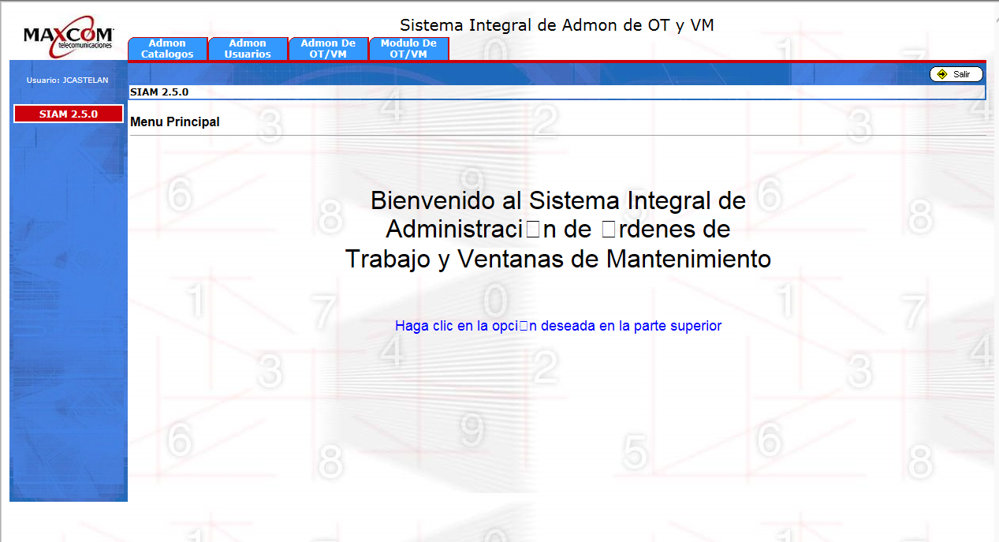 MAXCOM
telecomunicaciones
Sistema Integral de Admon de OT y VM
Admon Catalogos
Admon Usuarios
Admon De OT/VM
Modulo De OT/VM
Usuario: JCASTELAN
Salir
SIAM 2.5.0
SIAM 2.5.0
Menu Principal
Bienvenido al Sistema Integral de
Administraci□n de □rdenes de
Trabajo y Ventanas de Mantenimiento
Haga clic en la opci□n deseada en la parte superior